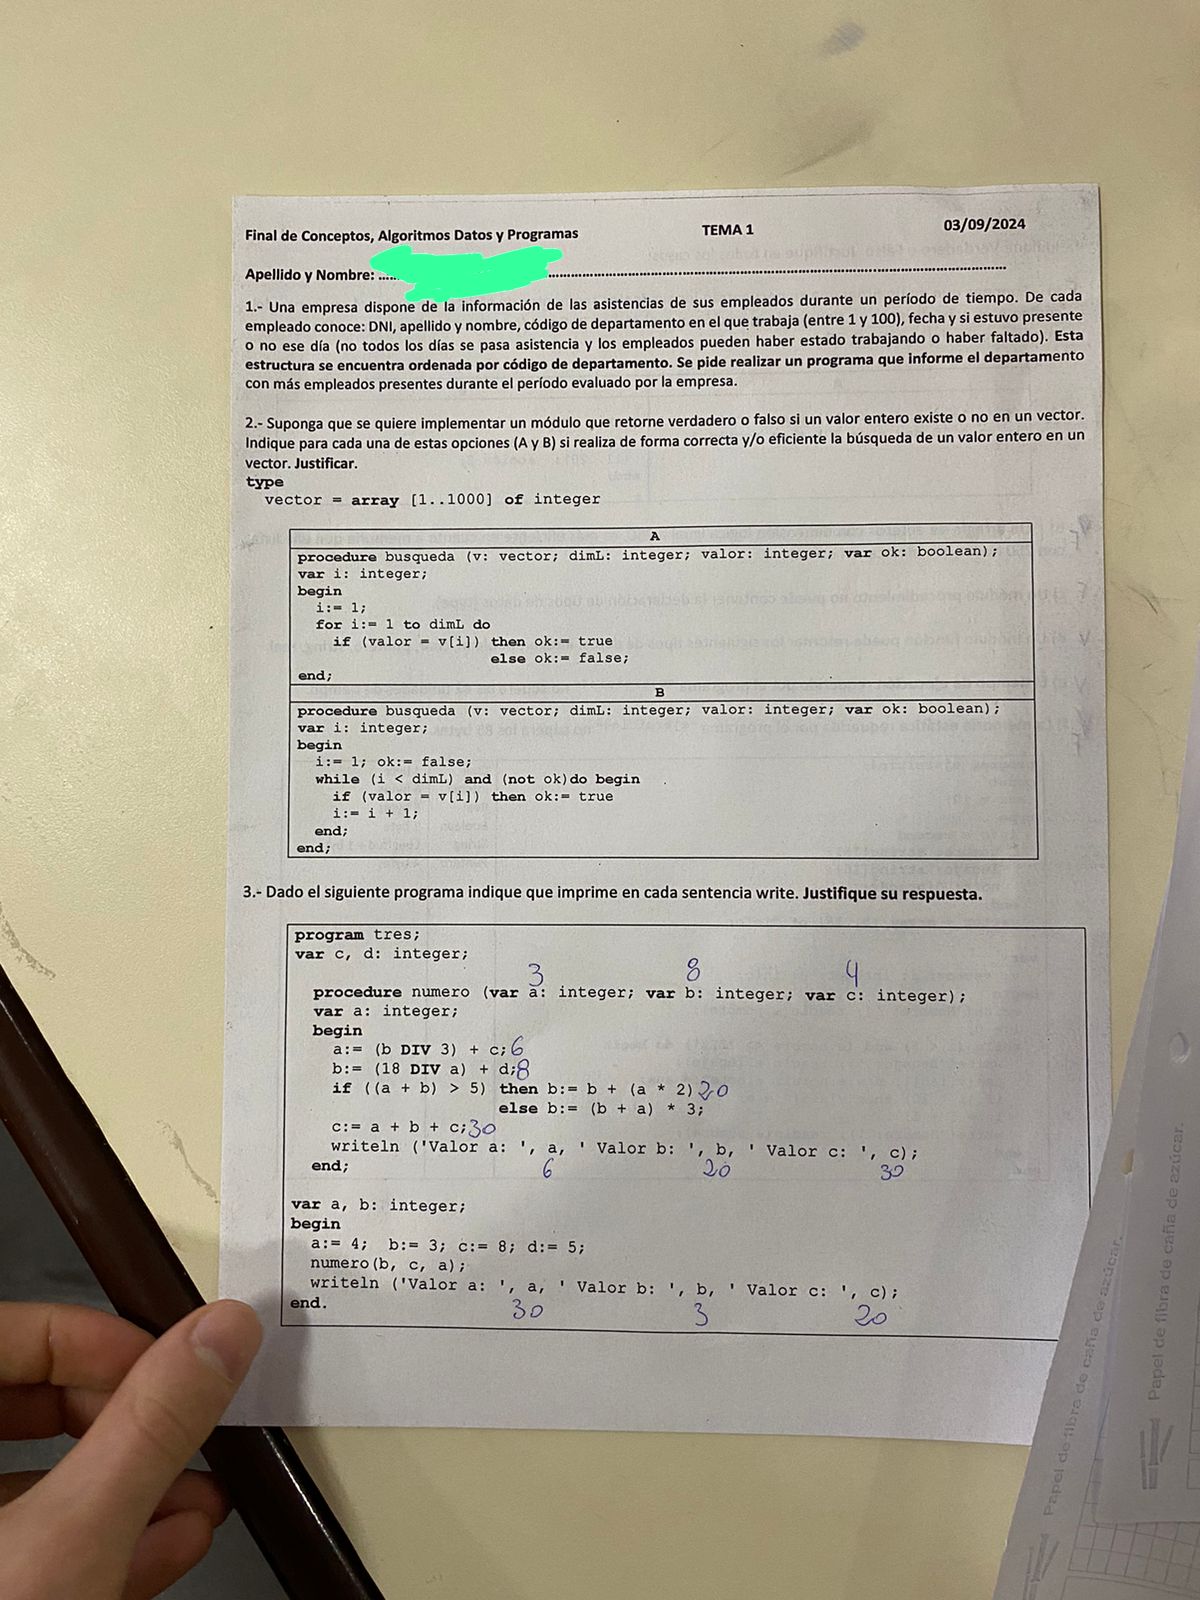 Final de Conceptos, Algoritmos Datos y Programas TEMA 1 03/09/2024
Apellido y Nombre: ........
1.- Una empresa dispone de la información de las asistencias de sus empleados durante un período de tiempo. De cada
empleado conoce: DNI, apellido y nombre, código de departamento en el que trabaja (entre 1 y 100), fecha y si estuvo presente
o no ese día (no todos los días se pasa asistencia y los empleados pueden haber estado trabajando o haber faltado). Esta
estructura se encuentra ordenada por código de departamento. Se pide realizar un programa que informe el departamento
con más empleados presentes durante el período evaluado por la empresa.
2.- Suponga que se quiere implementar un módulo que retorne verdadero o falso si un valor entero existe o no en un vector.
Indique para cada una de estas opciones (A y B) si realiza de forma correcta y/o eficiente la búsqueda de un valor entero en un
vector. Justificar.
type
vector = array [1..1000] of integer
A
procedure busqueda (v: vector; dimL: integer; valor: integer; var ok: boolean);
var i: integer;
begin
i:= 1;
for i:= 1 to dimL do
if (valor = v[i]) then ok:= true
else ok:= false;
end;
B
procedure busqueda (v: vector; dimL: integer; valor: integer; var ok: boolean);
var i: integer;
begin
i:= 1; ok:= false;
while (i < dimL) and (not ok)do begin
if (valor = v[i]) then ok:= true
i:= i + 1;
end;
end;
3.- Dado el siguiente programa indique que imprime en cada sentencia write. Justifique su respuesta.
program tres;
var c, d: integer;
3 8 4
procedure numero (var a: integer; var b: integer; var c: integer);
var a: integer;
begin
a:= (b DIV 3) + c; 6
b:= (18 DIV a) + d; 8
if ((a + b) > 5) then b:= b + (a * 2) 20
else b:= (b + a) * 3;
c:= a + b + c; 30
writeln ('Valor a: ', a, ' Valor b: ', b, ' Valor c: ', c);
end; 6 20 30
var a, b: integer;
begin
a:= 4; b:= 3; c:= 8; d:= 5;
numero(b, c, a);
writeln ('Valor a: ', a, ' Valor b: ', b, ' Valor c: ', c);
end. 30 3 20
Papel de fibra de caña de azúcar.
Papel de fibra de caña de azúcar.